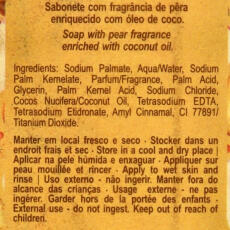 Sabonete com fragrância de pêra
enriquecido com óleo de coco.
Soap with pear fragrance
enriched with coconut oil.
Ingredients: Sodium Palmate, Aqua/Water, Sodium
Palm Kernelate, Parfum/Fragrance, Palm Acid,
Glycerin, Palm Kernel Acid, Sodium Chloride,
Cocos Nucifera/Coconut Oil, Tetrasodium EDTA,
Tetrasodium Etidronate, Amyl Cinnamal, CI 77891/
Titanium Dioxide.
Manter em local fresco e seco · Stocker dans un
endroit frais et sec · Store in a cool and dry place |
Aplicar na pele húmida e enxaguar · Appliquer sur
peau mouillée et rincer · Apply to wet skin and
rinse | Uso externo - não ingerir. Manter fora do
alcance das crianças · Usage externe - ne pas
ingérer. Garder hors de la portée des enfants ·
External use - do not ingest. Keep out of reach of
children.